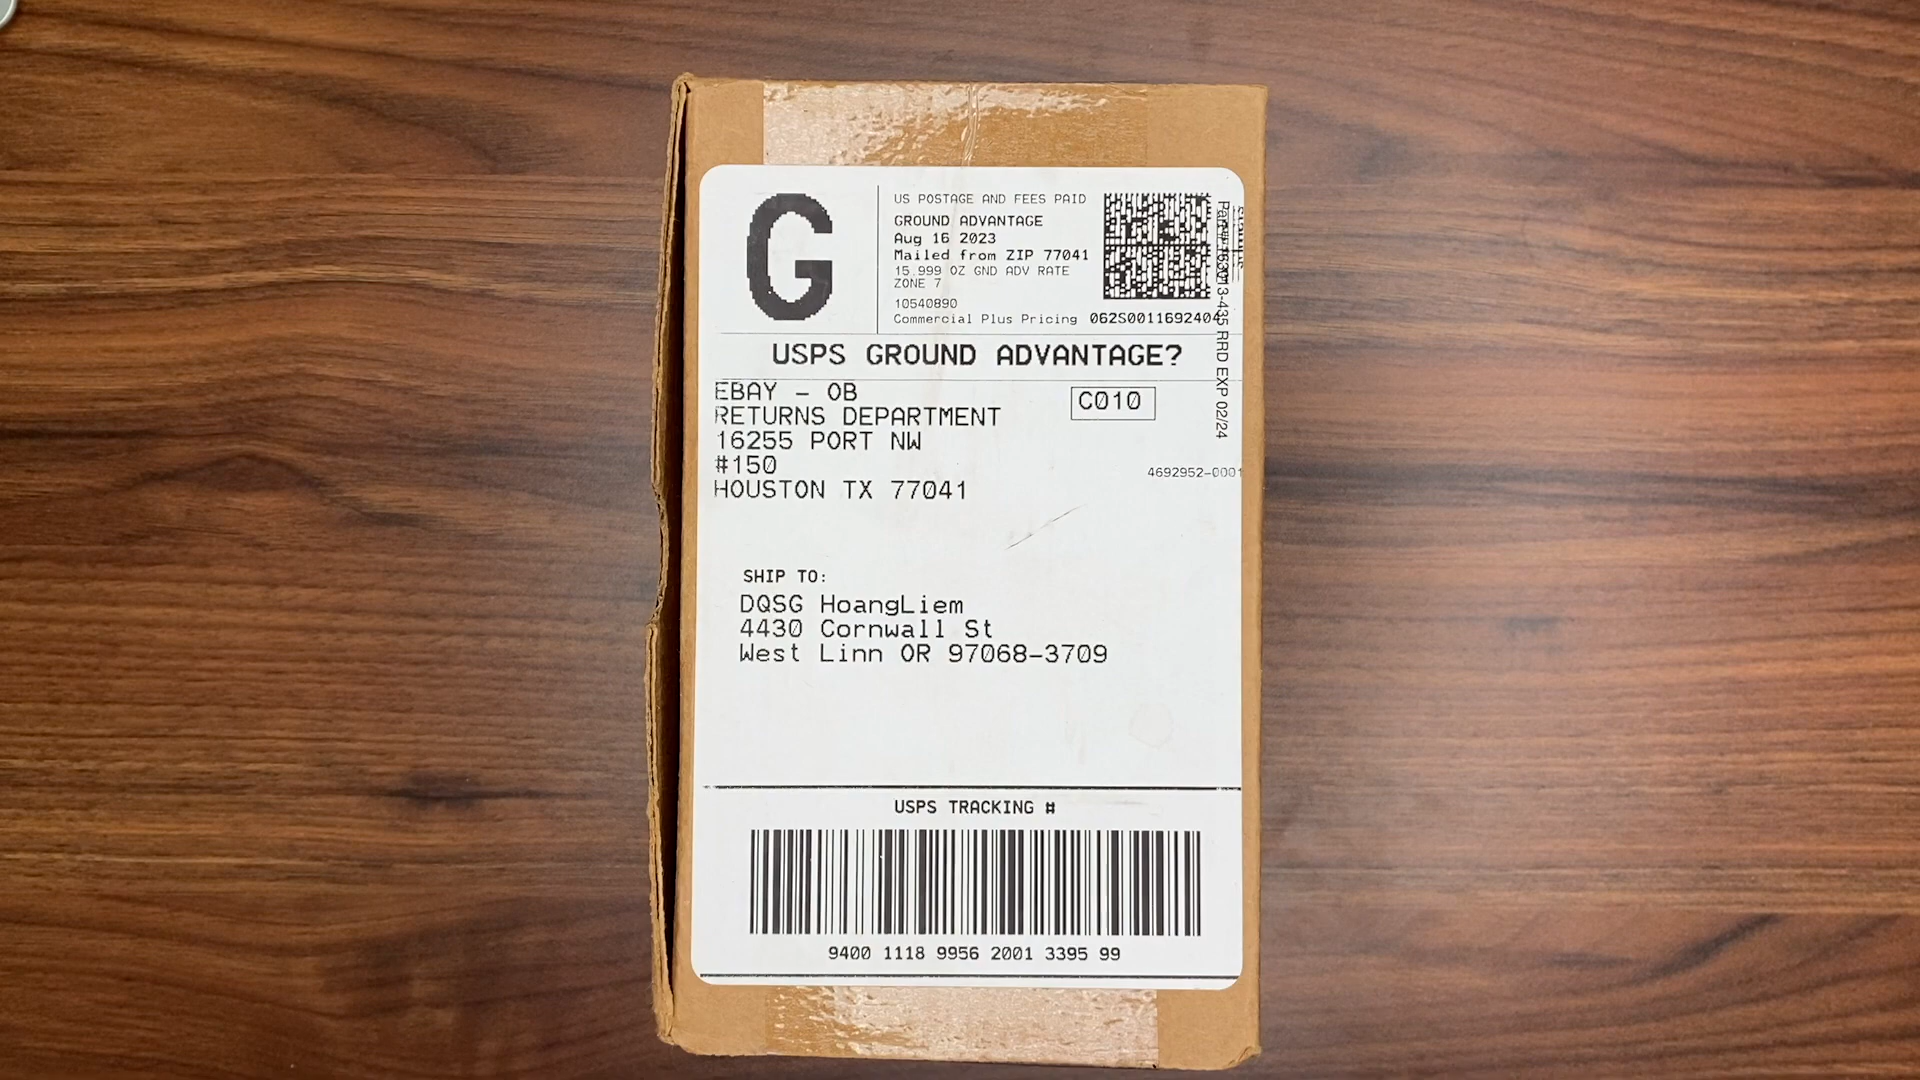 G
US POSTAGE AND FEES PAID
GROUND ADVANTAGE
Aug 16 2023
Mailed from ZIP 77041
15.999 OZ GND ADV RATE
ZONE 7
10540890
Commercial Plus Pricing
062S0011692404
RRD EXP 02/24
USPS GROUND ADVANTAGE?
EBAY – OB
C010
RETURNS DEPARTMENT
16255 PORT NW
#150
4692952-0001
HOUSTON TX 77041
SHIP TO:
DQSG HoangLiem
4430 Cornwall St
West Linn OR 97068-3709
USPS TRACKING #
9400 1118 9956 2001 3395 99